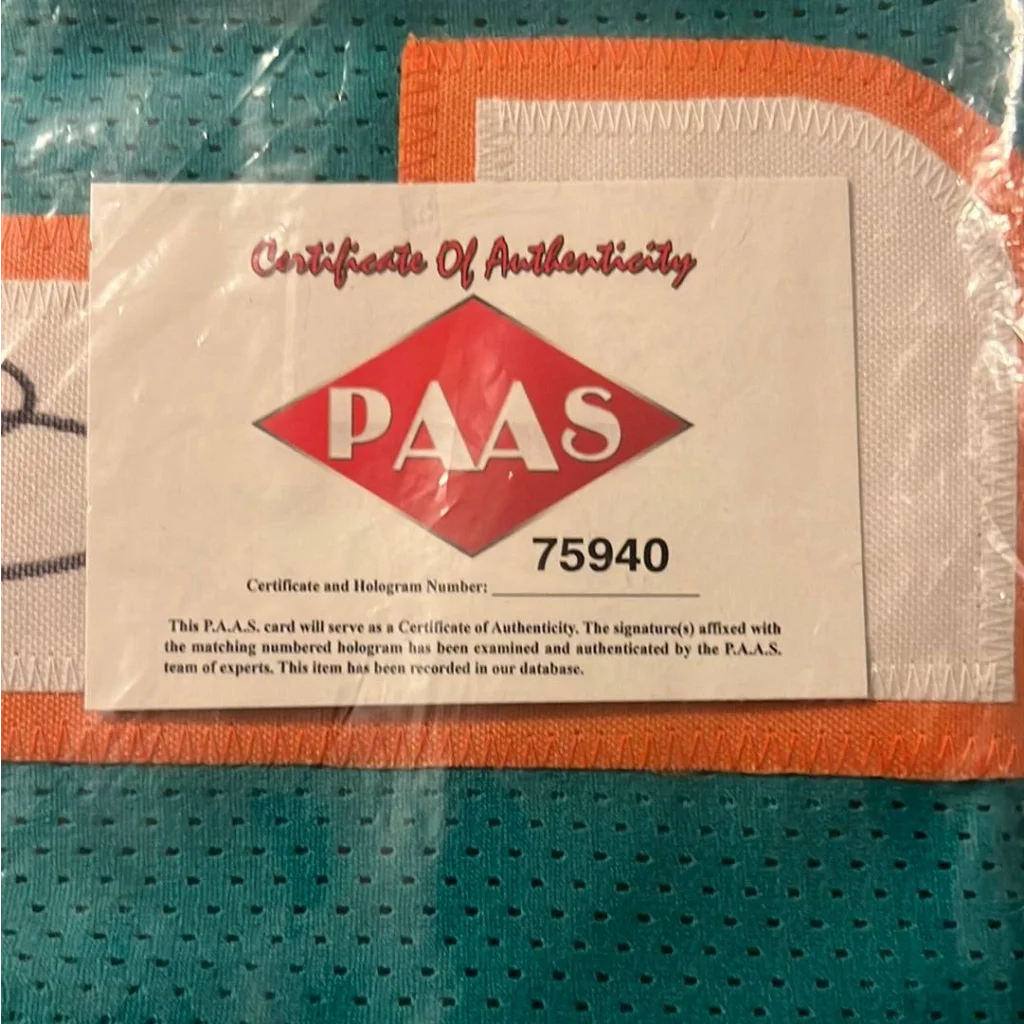 Certificate Of Authenticity
PAAS
75940
Certificate and Hologram Number:
This P.A.A.S. card will serve as a Certificate of Authenticity. The signature(s) affixed with
the matching numbered hologram has been examined and authenticated by the P.A.A.S.
team of experts. This item has been recorded in our database.